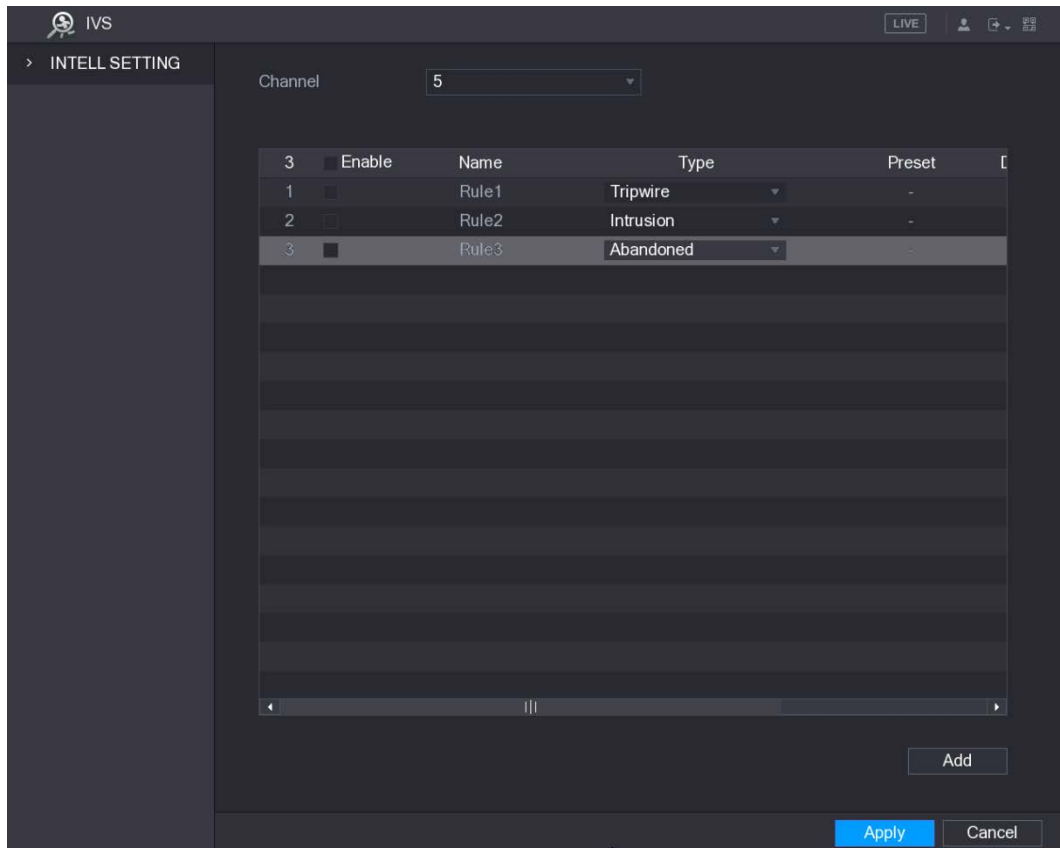 IVS LIVE
> INTELL SETTING
Channel 5
3 Enable Name Type Preset
1 Rule1 Tripwire -
2 Rule2 Intrusion -
3 Rule3 Abandoned -
Add
Apply Cancel